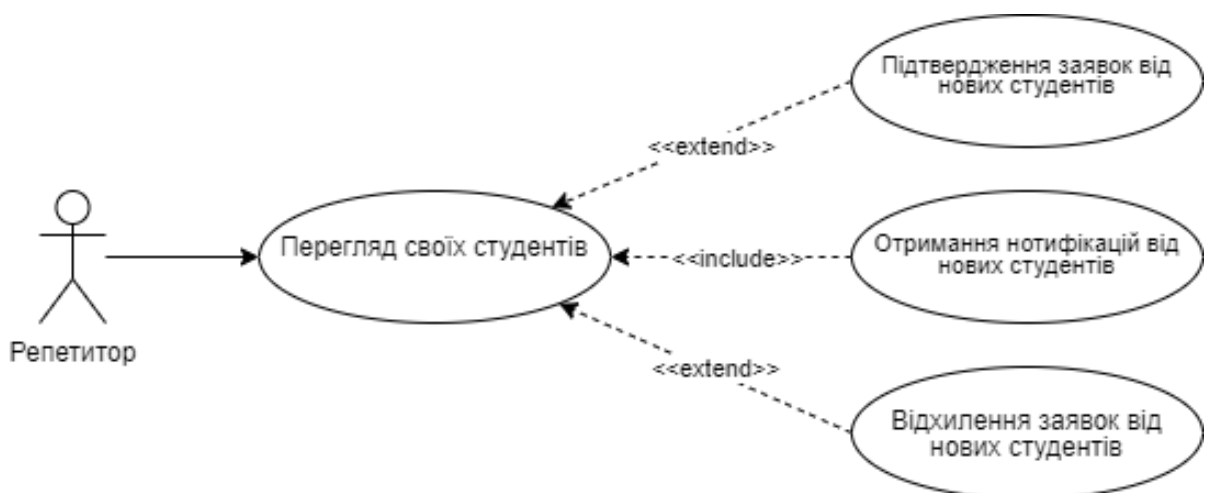 Підтвердження заявок від
нових студентів
<<extend>>
Перегляд своїх студентів
<<include>>
Отримання нотифікацій від
нових студентів
Репетитор
<<extend>>
Відхилення заявок від
нових студентів